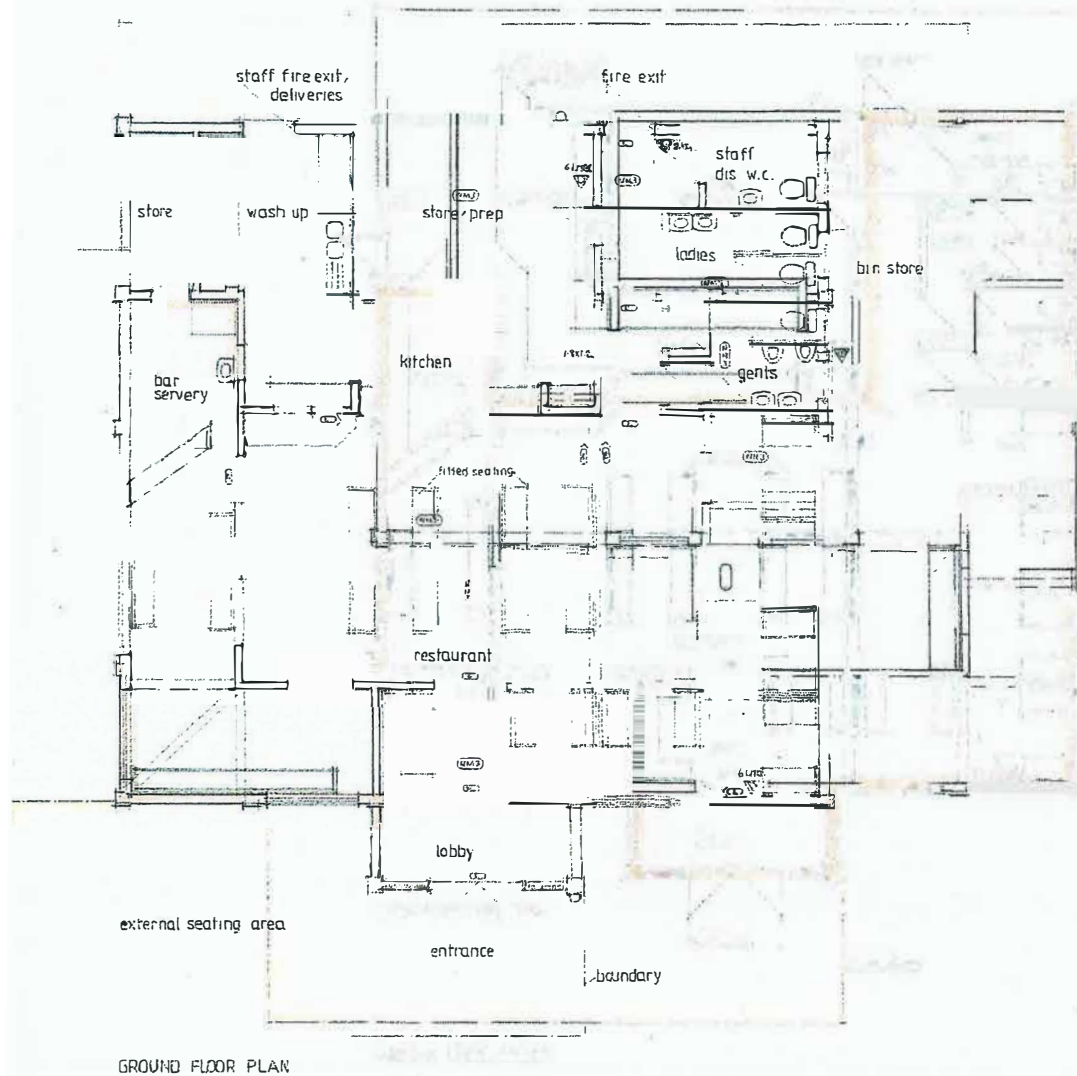 staff fire exit,
deliveries
fire exit
staff
dis w.c.
store
wash up
store/prep
ladies
bin store
kitchen
gents
bar
servery
fitted seating
restaurant
lobby
external seating area
entrance
boundary
GROUND FLOOR PLAN